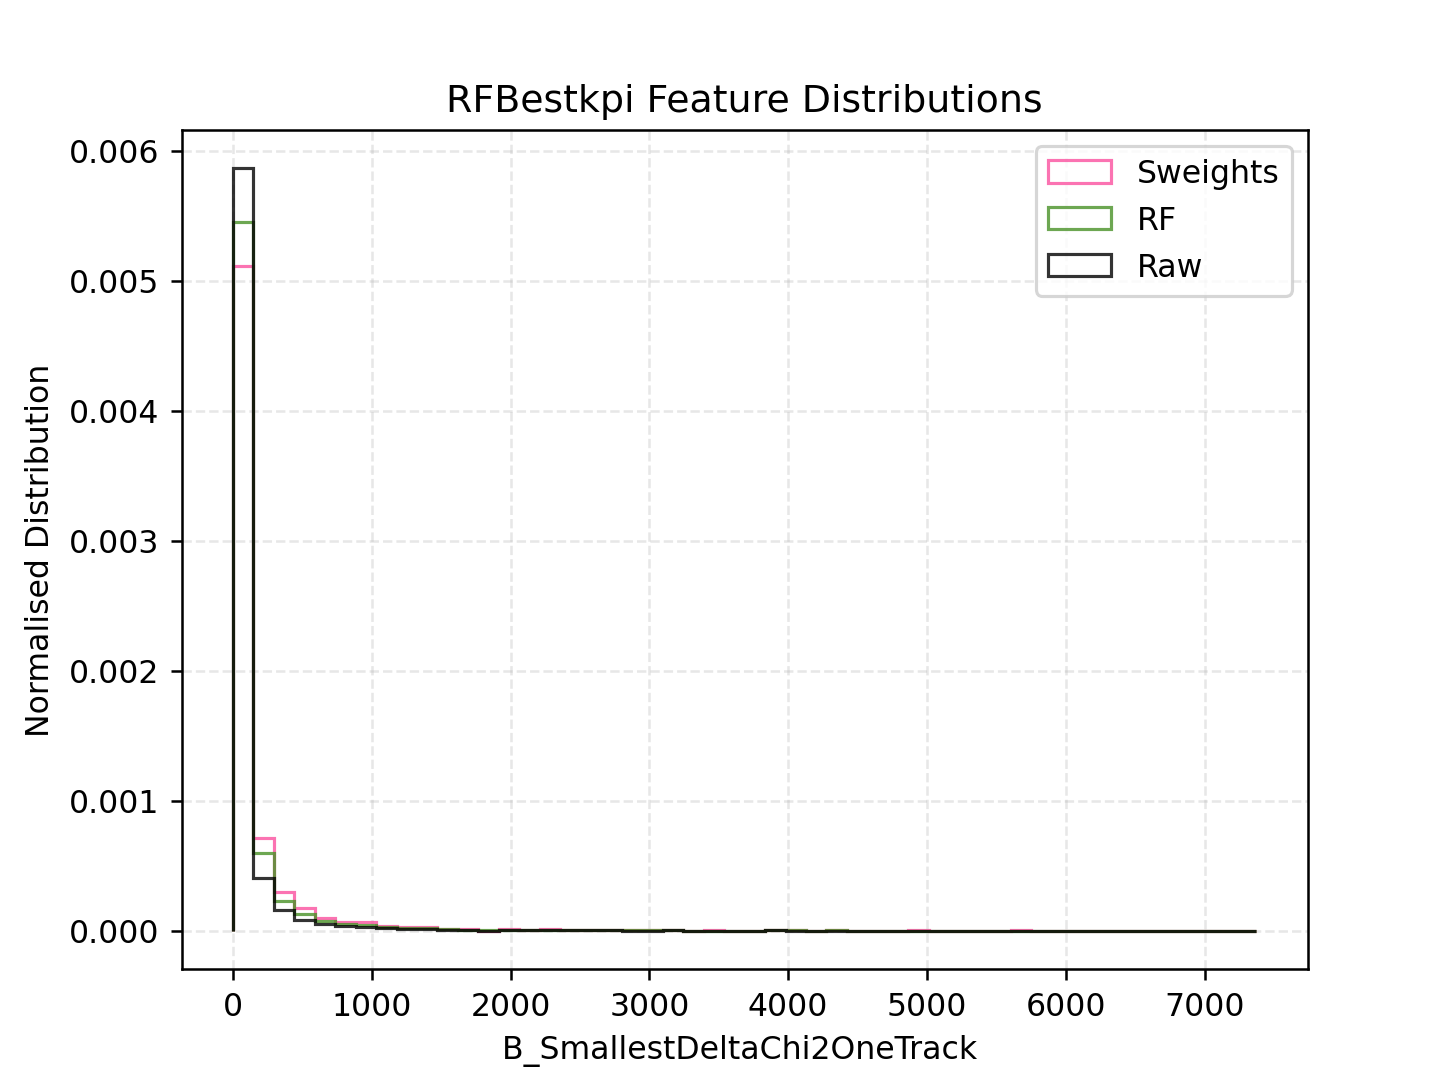 RFBestkpi Feature Distributions
Sweights
RF
Raw
Normalised Distribution
0.006
0.005
0.004
0.003
0.002
0.001
0.000
0 1000 2000 3000 4000 5000 6000 7000
B_SmallestDeltaChi2OneTrack